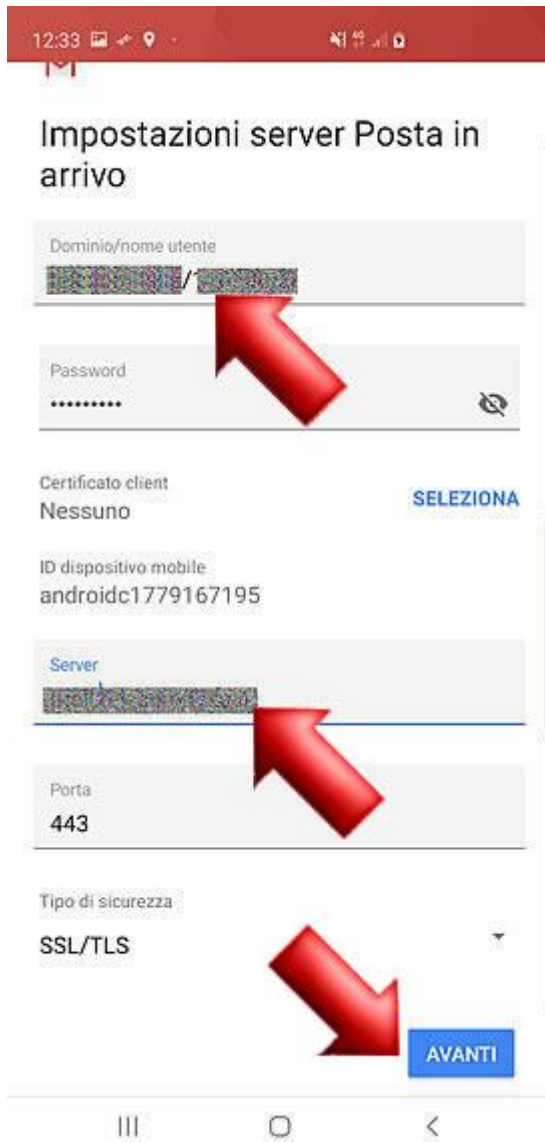 12:33
Impostazioni server Posta in
arrivo
Dominio/nome utente
/
Password
•••••••••
Certificato client
Nessuno
SELEZIONA
ID dispositivo mobile
androidc1779167195
Server
Porta
443
Tipo di sicurezza
SSL/TLS
AVANTI